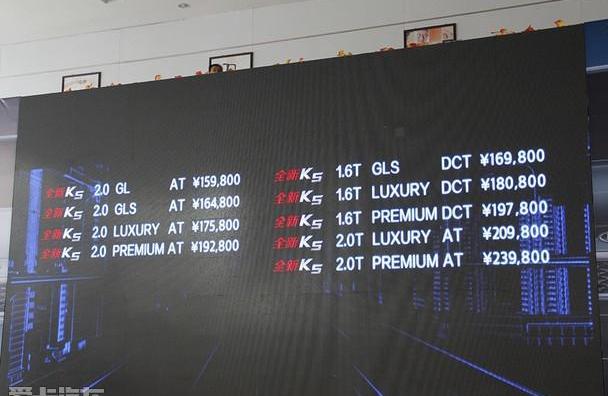 全新K5 2.0 GL AT ¥159,800
全新K5 2.0 GLS AT ¥164,800
全新K5 2.0 LUXURY AT ¥175,800
全新K5 2.0 PREMIUM AT ¥192,800
全新K5 1.6T GLS DCT ¥169,800
全新K5 1.6T LUXURY DCT ¥180,800
全新K5 1.6T PREMIUM DCT ¥197,800
全新K5 2.0T LUXURY AT ¥209,800
全新K5 2.0T PREMIUM AT ¥239,800
爱卡汽车